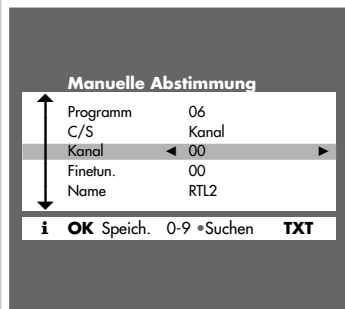 Manuelle Abstimmung
Programm 06
C/S Kanal
Kanal ◄ 00 ►
Finetun. 00
Name RTL2
i OK Speich. 0-9 •Suchen TXT